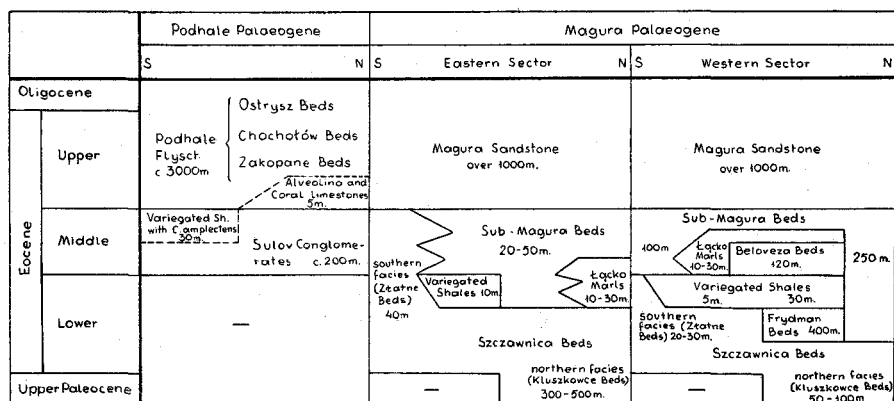 Podhale Palaeogene
Magura Palaeogene
S N
S Eastern Sector N
S Western Sector N
Oligocene
Eocene
Upper
Middle
Lower
Upper Paleocene
Podhale
Flysch
c 3000m
Ostrysz Beds
Chochołów Beds
Zakopane Beds
Alveolina and
Coral limestones
5m.
Variegated Sh.
with C.amplectens
30m.
Sulov Conglome-
rates c.200m.
—
Magura Sandstone
over 1000m.
Sub-Magura Beds
20-50m.
southern
facies
(Złatne
Beds)
40m
Variegated
Shales 10m.
Łącko
Marls
10-30m.
Szczawnica Beds
—
northern facies
(Kluszkowce Beds)
300-500m.
Magura Sandstone
over 1000m.
Sub-Magura Beds
100m
Łącko
Marls
10-30m.
Beloveza Beds
120m.
250m.
Variegated Shales
5m. 30m.
southern
facies (Złatne
Beds) 20-30m.
Frydman
Beds 400m.
Szczawnica Beds
—
northern facies
(Kluszkowce Beds)
50-100m.